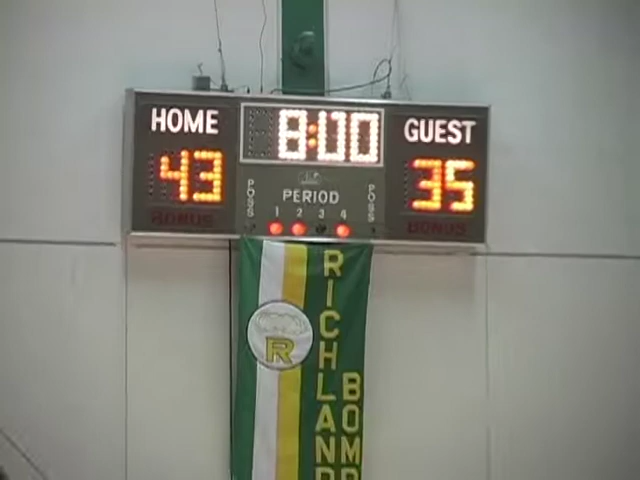 HOME 8:00 GUEST
43 35
POSS PERIOD POSS
1 2 3 4
BONUS BONUS
R
RICHLAND
BOMB